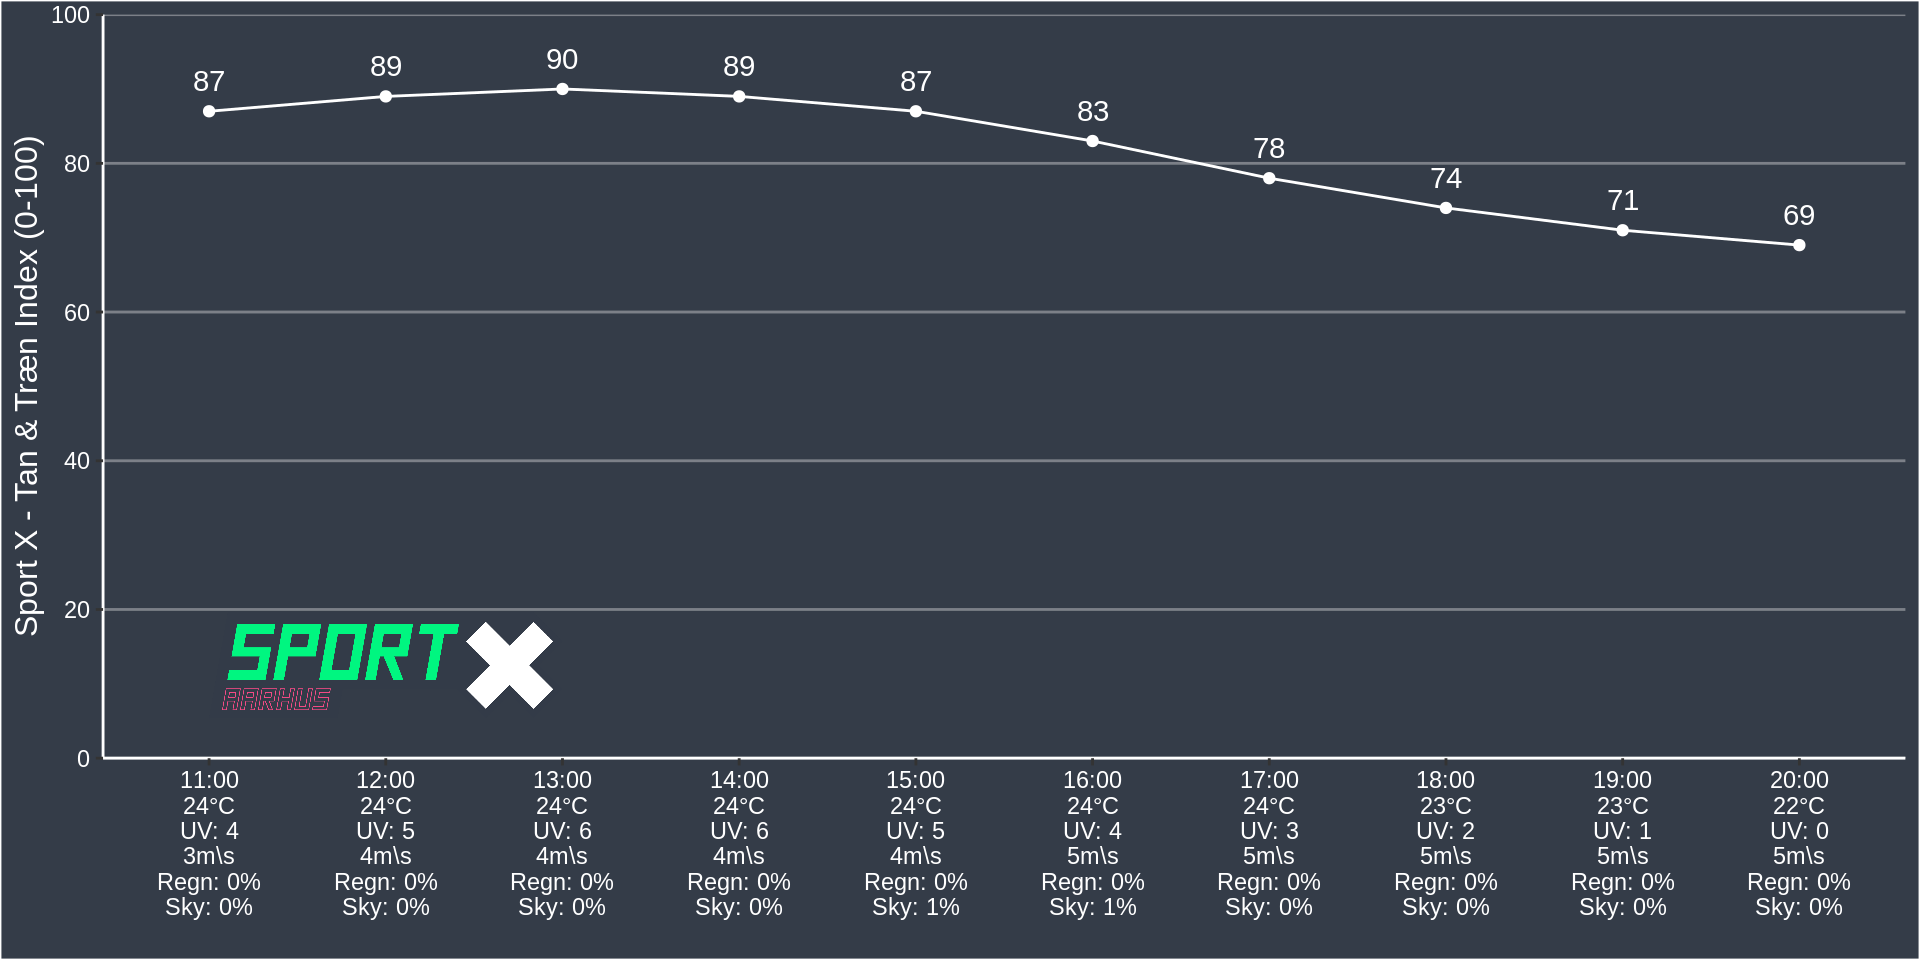 Sport X - Tan & Træn Index (0-100)
100
80
60
40
20
0
87
89
90
89
87
83
78
74
71
69
SPORT X
AARHUS
11:00 12:00 13:00 14:00 15:00 16:00 17:00 18:00 19:00 20:00
24°C 24°C 24°C 24°C 24°C 24°C 24°C 23°C 23°C 22°C
UV: 4 UV: 5 UV: 6 UV: 6 UV: 5 UV: 4 UV: 3 UV: 2 UV: 1 UV: 0
3m\s 4m\s 4m\s 4m\s 4m\s 5m\s 5m\s 5m\s 5m\s 5m\s
Regn: 0% Regn: 0% Regn: 0% Regn: 0% Regn: 0% Regn: 0% Regn: 0% Regn: 0% Regn: 0% Regn: 0%
Sky: 0% Sky: 0% Sky: 0% Sky: 0% Sky: 1% Sky: 1% Sky: 0% Sky: 0% Sky: 0% Sky: 0%